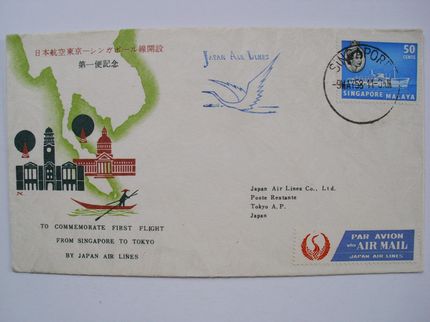 日本航空東京―シンガポール線開設
第一便記念
JAPAN AIR LINES
SINGAPORE
50
CENTS
SINGAPORE MALAYA
Japan Air Lines Co., Ltd.
Poste Restante
Tokyo A.P.
Japan
TO COMMEMORATE FIRST FLIGHT
FROM SINGAPORE TO TOKYO
BY JAPAN AIR LINES
PAR AVION
AIR MAIL
JAPAN AIR LINES